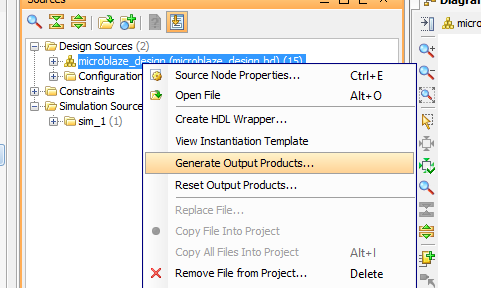 Sources
Diagram
Design Sources (2)
microblaze_design (microblaze_design.bd) (15)
Configuration
Constraints
Simulation Source
sim_1 (1)
Source Node Properties... Ctrl+E
Open File Alt+O
Create HDL Wrapper...
View Instantiation Template
Generate Output Products...
Reset Output Products...
Replace File...
Copy File Into Project
Copy All Files Into Project Alt+I
Remove File from Project... Delete